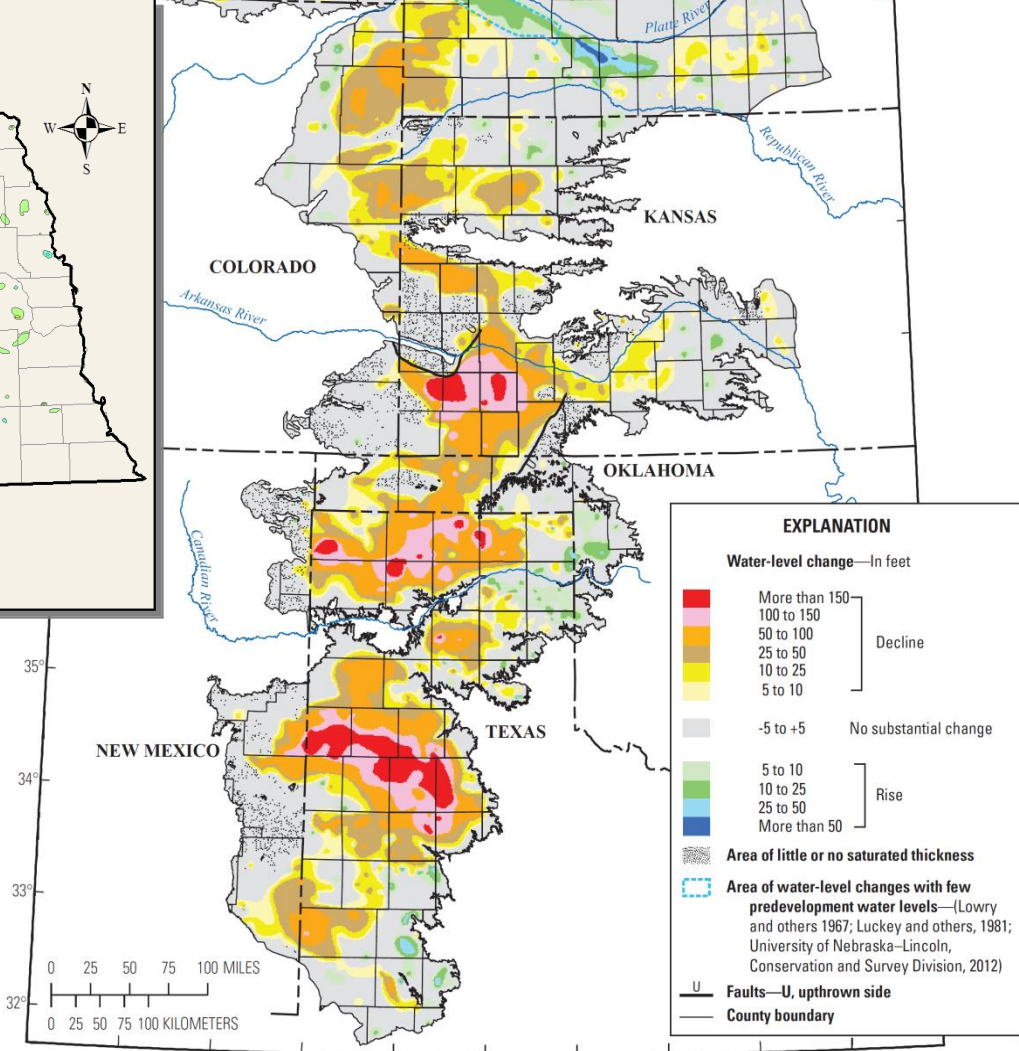 N
W E
S
Platte River
Republican River
KANSAS
COLORADO
Arkansas River
U
OKLAHOMA
U
Canadian River
35°
TEXAS
NEW MEXICO
34°
33°
32°
0 25 50 75 100 MILES
0 25 50 75 100 KILOMETERS
EXPLANATION
Water-level change—In feet
More than 150
100 to 150
50 to 100
25 to 50
10 to 25
5 to 10
Decline
-5 to +5 No substantial change
5 to 10
10 to 25
25 to 50
More than 50
Rise
Area of little or no saturated thickness
Area of water-level changes with few
predevelopment water levels—(Lowry
and others 1967; Luckey and others, 1981;
University of Nebraska–Lincoln,
Conservation and Survey Division, 2012)
U
Faults—U, upthrown side
County boundary